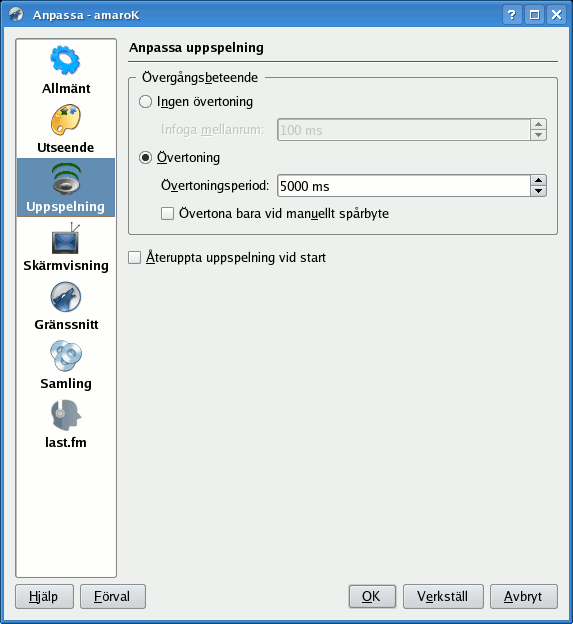 Anpassa - amaroK
Allmänt
Utseende
Uppspelning
Skärmvisning
Gränssnitt
Samling
last.fm
Anpassa uppspelning
Övergångsbeteende
Ingen övertoning
Infoga mellanrum: 100 ms
Övertoning
Övertoningsperiod: 5000 ms
Övertona bara vid manuellt spårbyte
Återuppta uppspelning vid start
Hjälp Förval OK Verkställ Avbryt